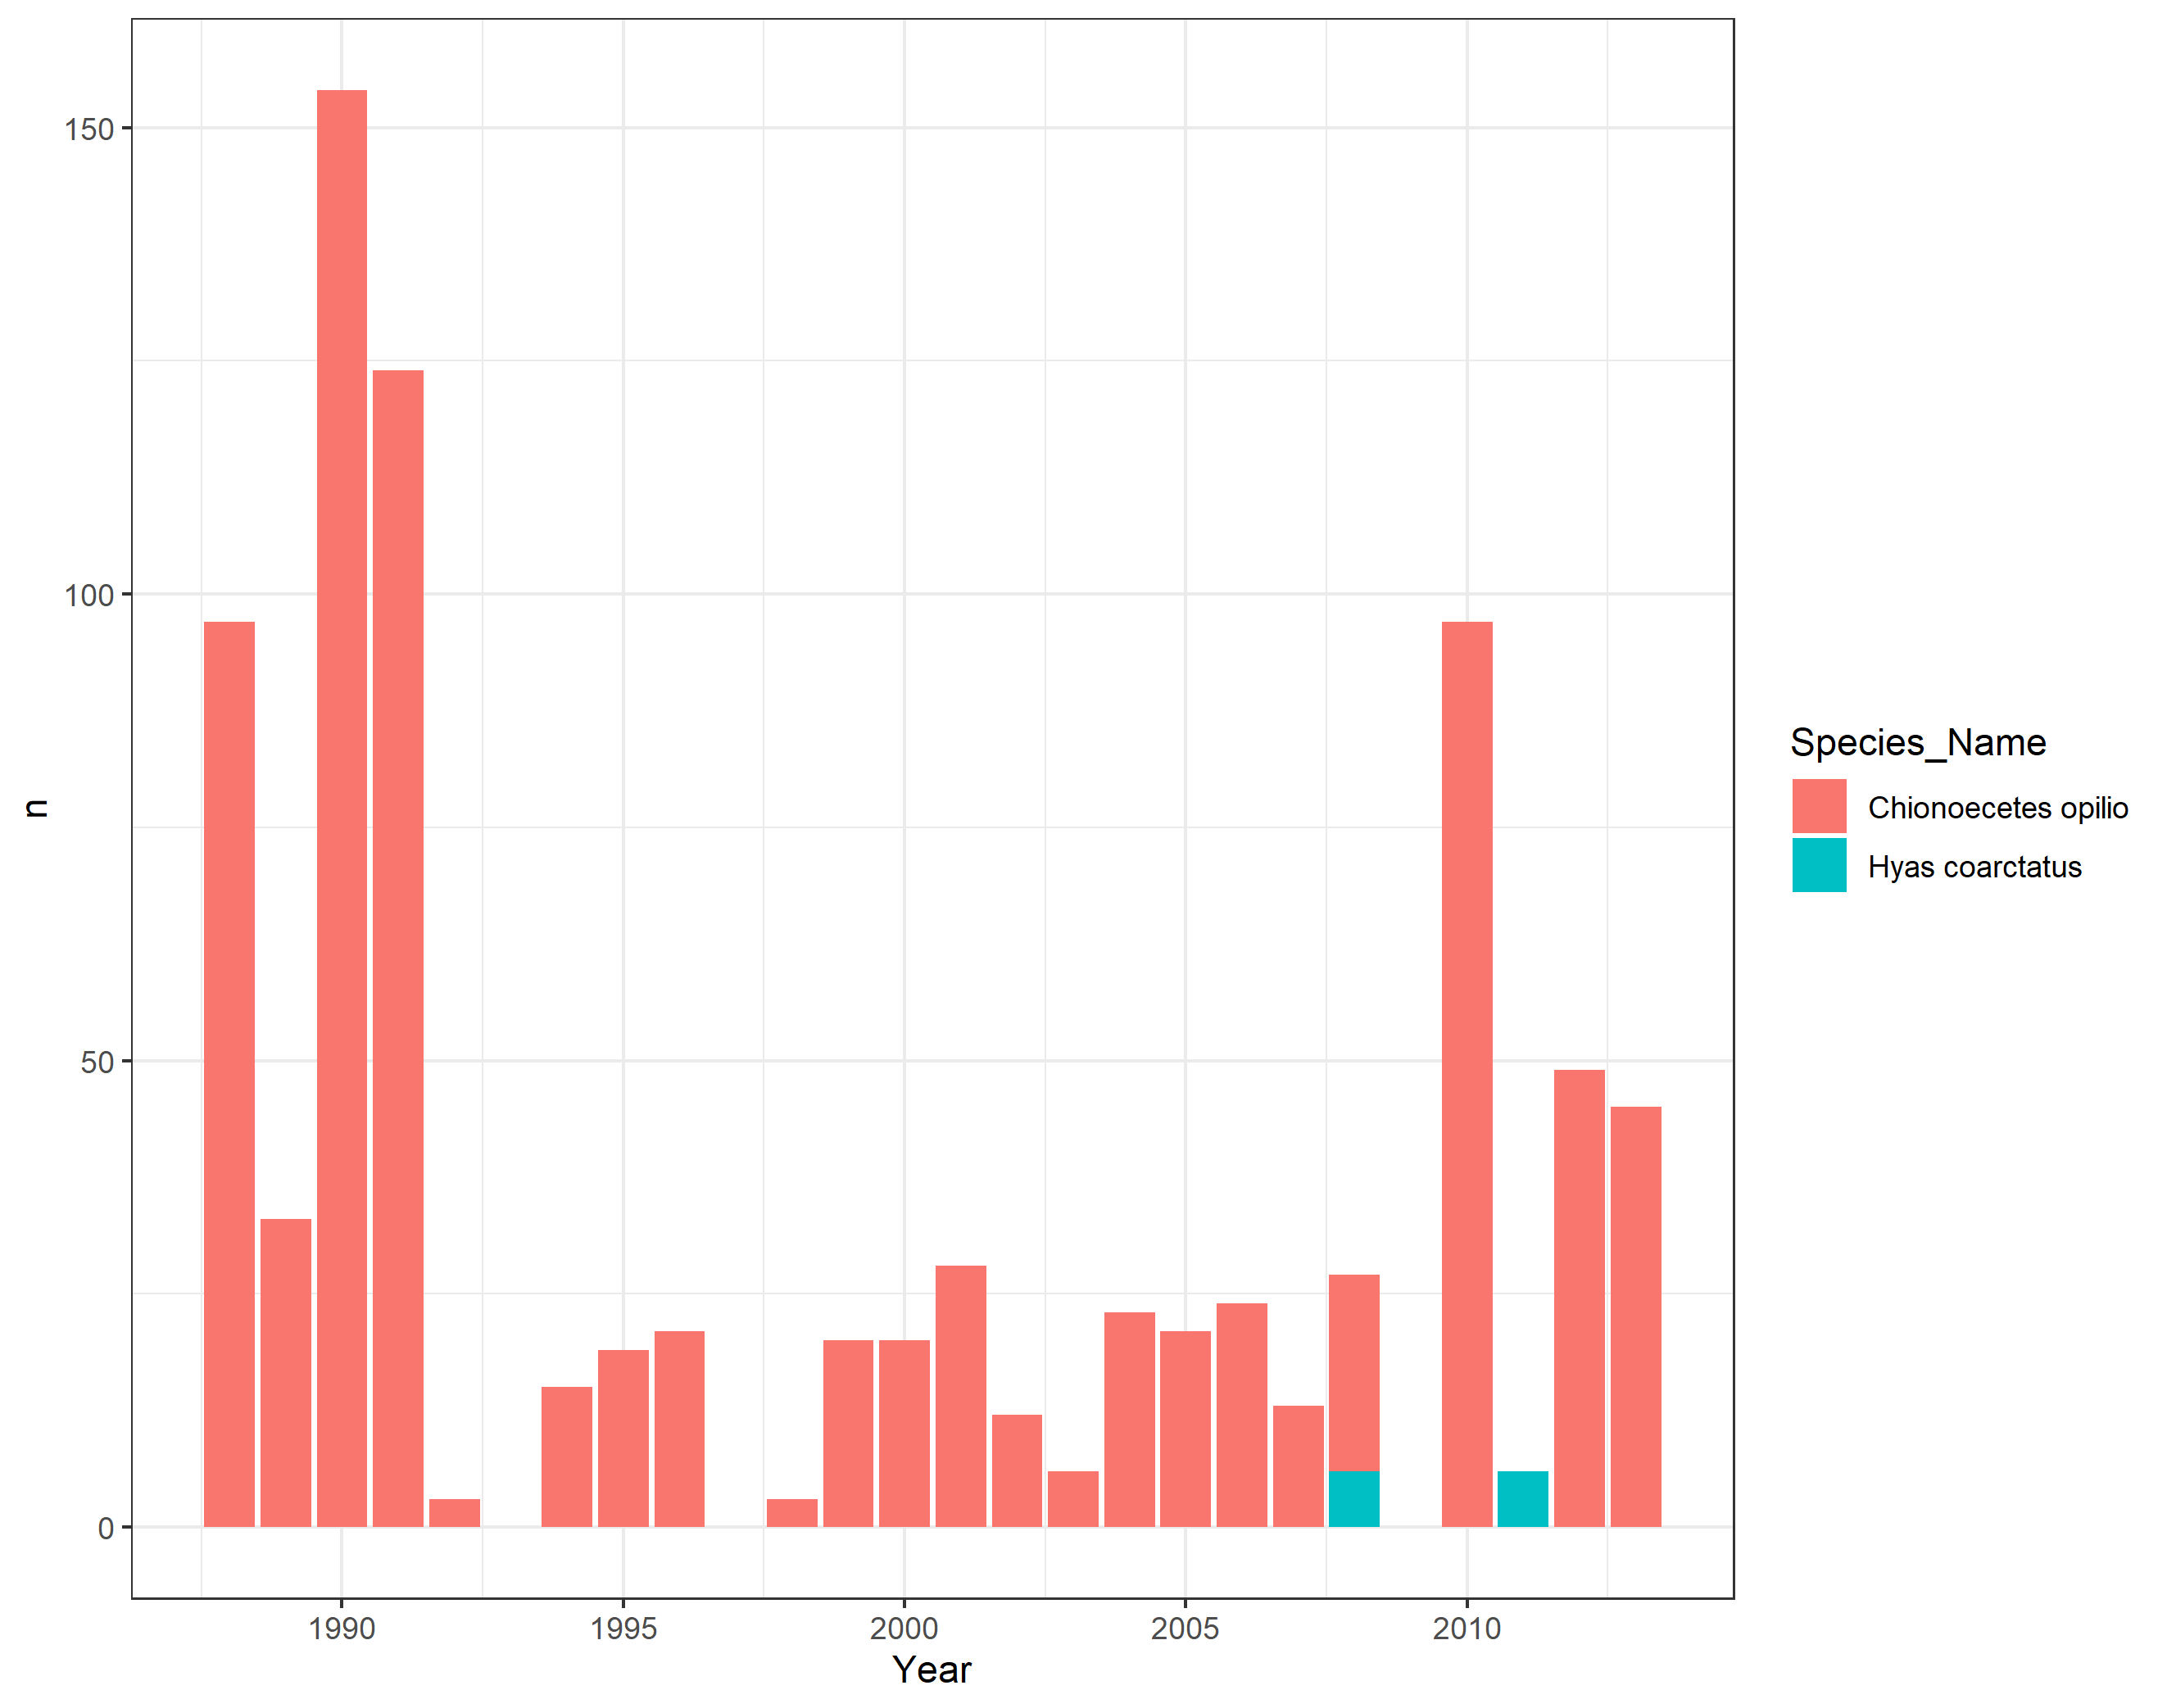 150
100
50
0
n
1990 1995 2000 2005 2010
Year
Species_Name
Chionoecetes opilio
Hyas coarctatus